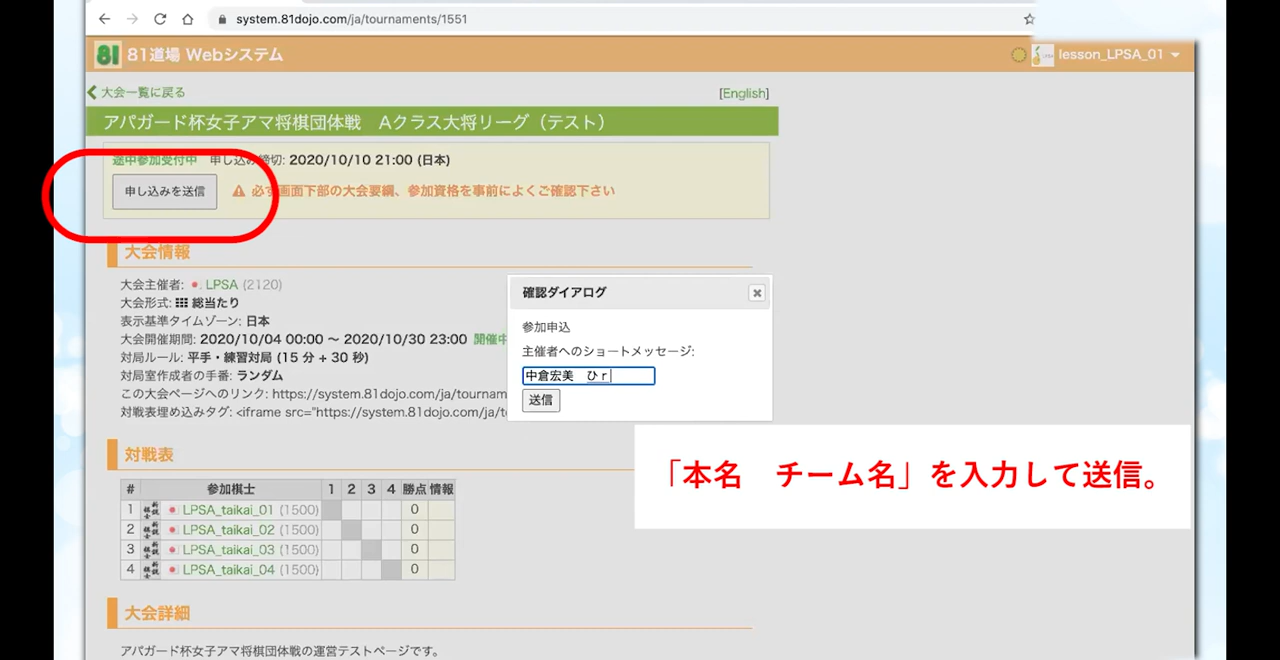 system.81dojo.com/ja/tournaments/1551
81 81道場 Webシステム
lesson_LPSA_01
大会一覧に戻る
[English]
アパガード杯女子アマ将棋団体戦 Aクラス大将リーグ（テスト）
途中参加受付中 申し込み締切: 2020/10/10 21:00 (日本)
申し込みを送信
必ず画面下部の大会要綱、参加資格を事前によくご確認下さい
大会情報
大会主催者: LPSA (2120)
大会形式: 総当たり
表示基準タイムゾーン: 日本
大会開催期間: 2020/10/04 00:00 ～ 2020/10/30 23:00 開催中
対局ルール: 平手・練習対局 (15 分 + 30 秒)
対局室作成者の手番: ランダム
この大会ページへのリンク: https://system.81dojo.com/ja/tournam
対戦表埋め込みタグ: <iframe src="https://system.81dojo.com/ja/to
確認ダイアログ
参加申込
主催者へのショートメッセージ:
中倉宏美 ひｒ
送信
「本名 チーム名」を入力して送信。
対戦表
# 参加棋士 1 2 3 4 勝点 情報
1 LPSA_taikai_01 (1500) 0
2 LPSA_taikai_02 (1500) 0
3 LPSA_taikai_03 (1500) 0
4 LPSA_taikai_04 (1500) 0
大会詳細
アパガード杯女子アマ将棋団体戦の運営テストページです。